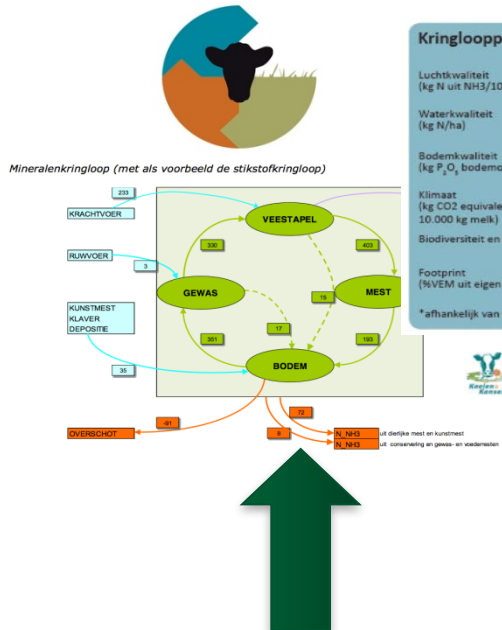 Kringloopp
Luchtkwaliteit
(kg N uit NH3/10
Waterkwaliteit
(kg N/ha)
Bodemkwaliteit
(kg P2O5 bodemo
Klimaat
(kg CO2 equivale
10.000 kg melk)
Biodiversiteit en
Footprint
(%VEM uit eigen
*afhankelijk van
Mineralenkringloop (met als voorbeeld de stikstofkringloop)
233
KRACHTVOER
VEESTAPEL
330
403
RUWVOER
3
GEWAS
MEST
15
KUNSTMEST
KLAVER
DEPOSITIE
17
351
193
35
BODEM
-91
72
6
OVERSCHOT
N_NH3 uit dierlijke mest en kunstmest
N_NH3 uit conservering en gewas- en voederresten